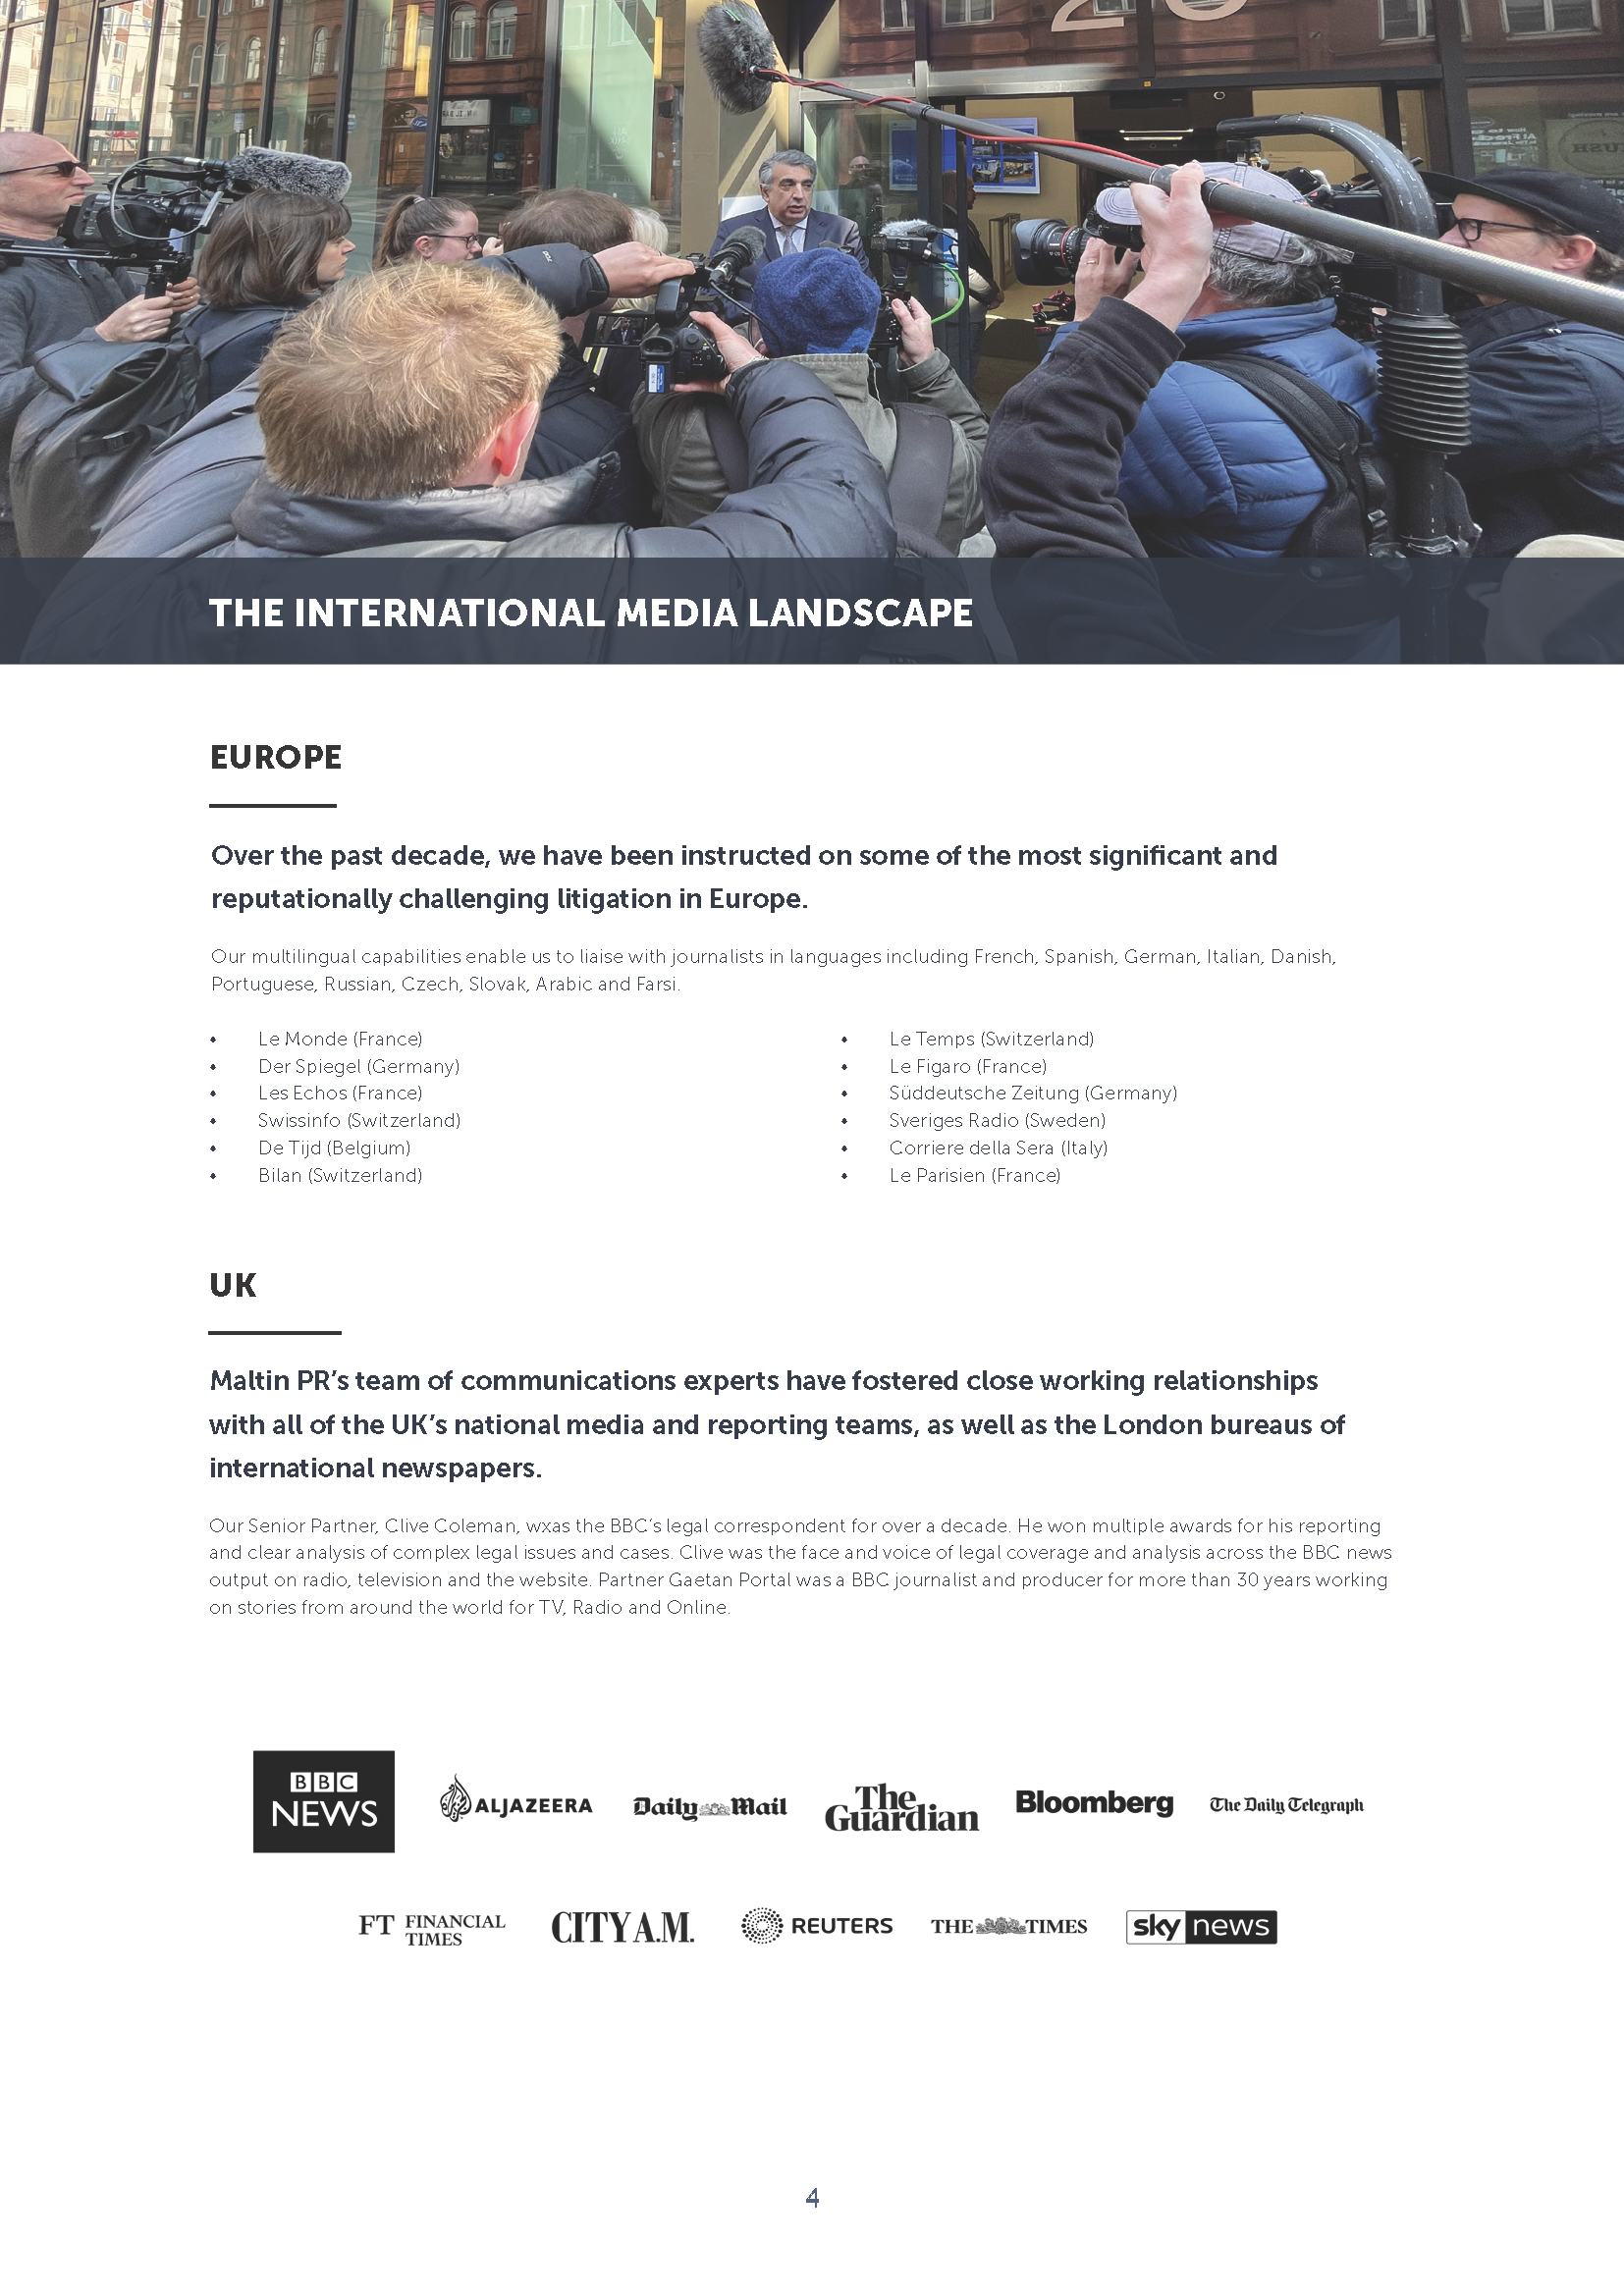 THE INTERNATIONAL MEDIA LANDSCAPE
EUROPE
Over the past decade, we have been instructed on some of the most significant and
reputationally challenging litigation in Europe.
Our multilingual capabilities enable us to liaise with journalists in languages including French, Spanish, German, Italian, Danish,
Portuguese, Russian, Czech, Slovak, Arabic and Farsi.
• Le Monde (France)
• Der Spiegel (Germany)
• Les Echos (France)
• Swissinfo (Switzerland)
• De Tijd (Belgium)
• Bilan (Switzerland)
• Le Temps (Switzerland)
• Le Figaro (France)
• Süddeutsche Zeitung (Germany)
• Sveriges Radio (Sweden)
• Corriere della Sera (Italy)
• Le Parisien (France)
UK
Maltin PR’s team of communications experts have fostered close working relationships
with all of the UK’s national media and reporting teams, as well as the London bureaus of
international newspapers.
Our Senior Partner, Clive Coleman, wxas the BBC’s legal correspondent for over a decade. He won multiple awards for his reporting
and clear analysis of complex legal issues and cases. Clive was the face and voice of legal coverage and analysis across the BBC news
output on radio, television and the website. Partner Gaetan Portal was a BBC journalist and producer for more than 30 years working
on stories from around the world for TV, Radio and Online.
BBC
NEWS
ALJAZEERA
Daily Mail
The
Guardian
Bloomberg
The Daily Telegraph
FT FINANCIAL
TIMES
CITY A.M.
REUTERS
THE TIMES
sky news
4